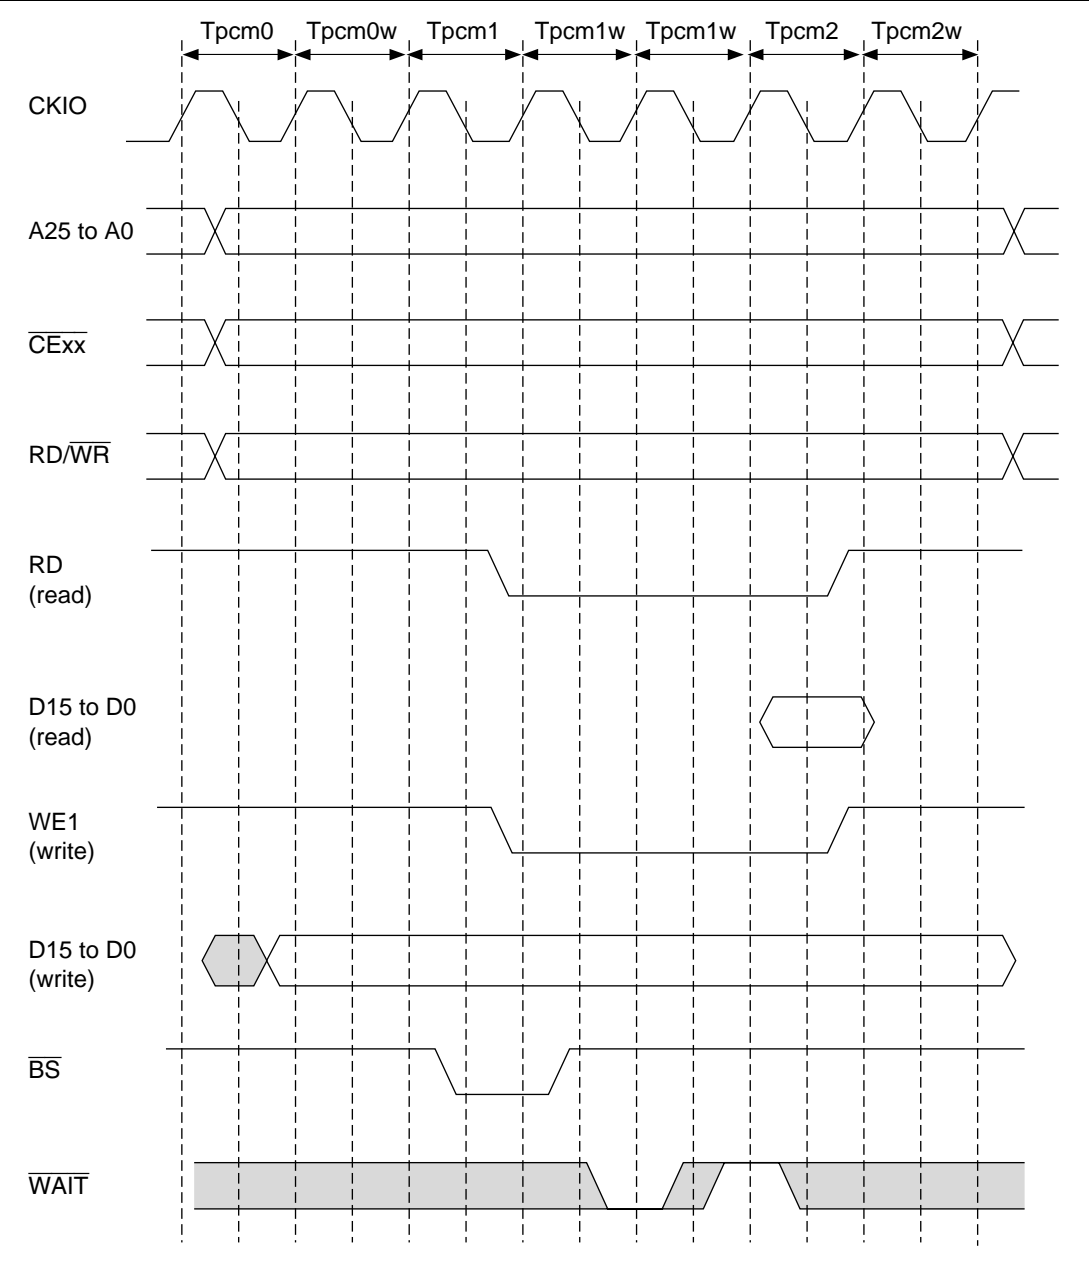 Tpcm0 Tpcm0w Tpcm1 Tpcm1w Tpcm1w Tpcm2 Tpcm2w
CKIO
A25 to A0
CExx
RD/WR
RD
(read)
D15 to D0
(read)
WE1
(write)
D15 to D0
(write)
BS
WAIT